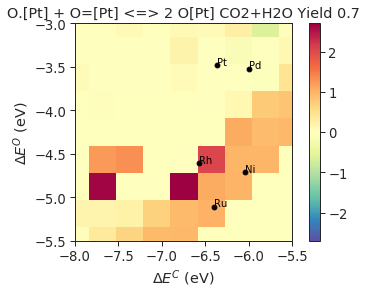 O.[Pt] + O=[Pt] <=> 2 O[Pt] CO2+H2O Yield 0.7
−3.0
−3.5
−4.0
−4.5
−5.0
−5.5
ΔE^O (eV)
Pt
Pd
Rh
Ni
Ru
−8.0 −7.5 −7.0 −6.5 −6.0 −5.5
ΔE^C (eV)
2
1
0
−1
−2